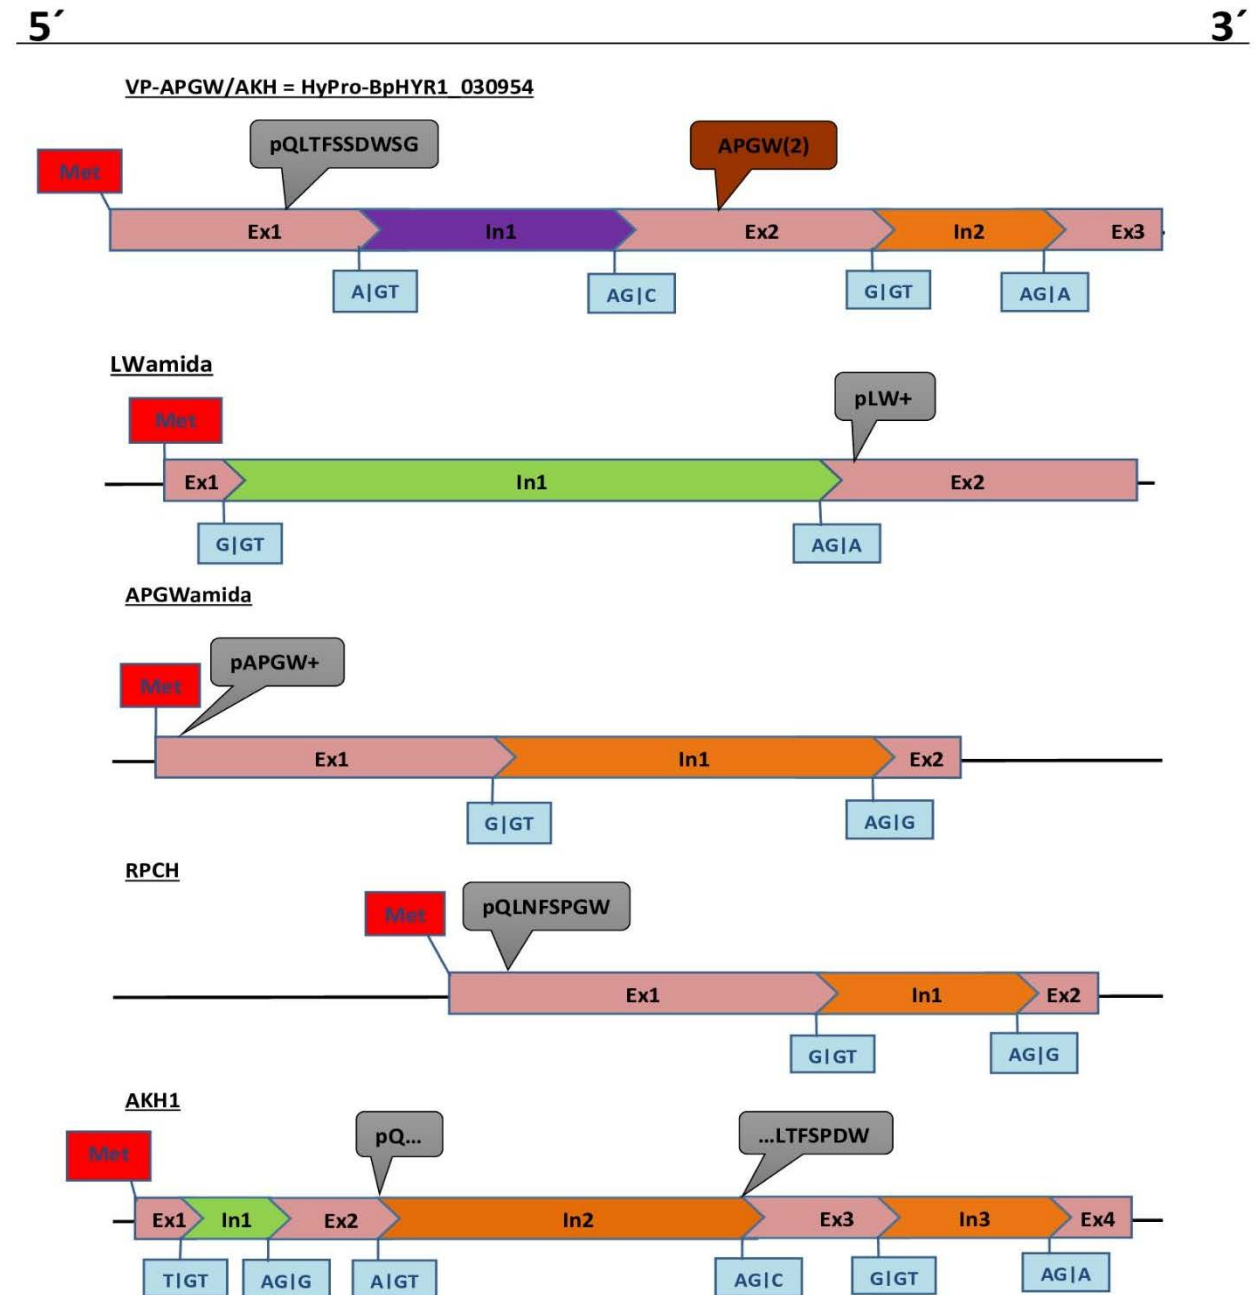 5´ 3´
VP-APGW/AKH = HyPro-BpHYR1_030954
pQLTFSSDWSG APGW(2)
Met
Ex1 In1 Ex2 In2 Ex3
A|GT AG|C G|GT AG|A
LWamida
pLW+
Met
Ex1 In1 Ex2
G|GT AG|A
APGWamida
pAPGW+
Met
Ex1 In1 Ex2
G|GT AG|G
RPCH
pQLNFSPGW
Met
Ex1 In1 Ex2
G|GT AG|G
AKH1
pQ... ...LTFSPDW
Met
Ex1 In1 Ex2 In2 Ex3 In3 Ex4
T|GT AG|G A|GT AG|C G|GT AG|A